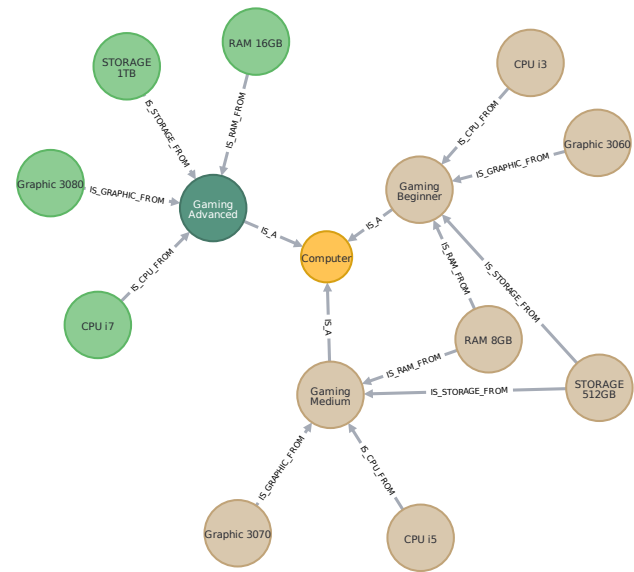 STORAGE
1TB
RAM 16GB
CPU i3
IS_STORAGE_FROM
IS_RAM_FROM
IS_CPU_FROM
Graphic 3060
Graphic 3080
IS_GRAPHIC_FROM
IS_GRAPHIC_FROM
Gaming
Advanced
Gaming
Beginner
IS_A
IS_A
Computer
IS_CPU_FROM
IS_RAM_FROM
IS_STORAGE_FROM
CPU i7
IS_A
RAM 8GB
IS_RAM_FROM
Gaming
Medium
IS_STORAGE_FROM
STORAGE
512GB
IS_GRAPHIC_FROM
IS_CPU_FROM
Graphic 3070
CPU i5